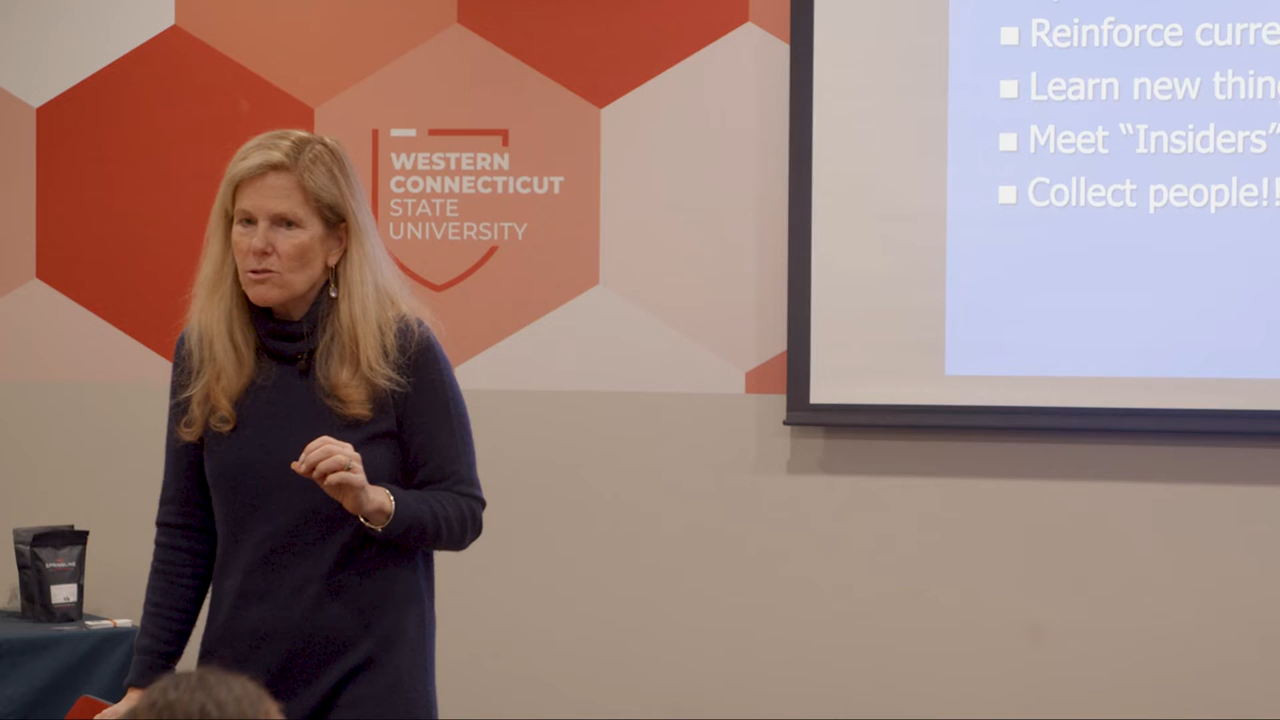 WESTERN
CONNECTICUT
STATE
UNIVERSITY
■ Reinforce curre
■ Learn new thin
■ Meet “Insiders”
■ Collect people!!